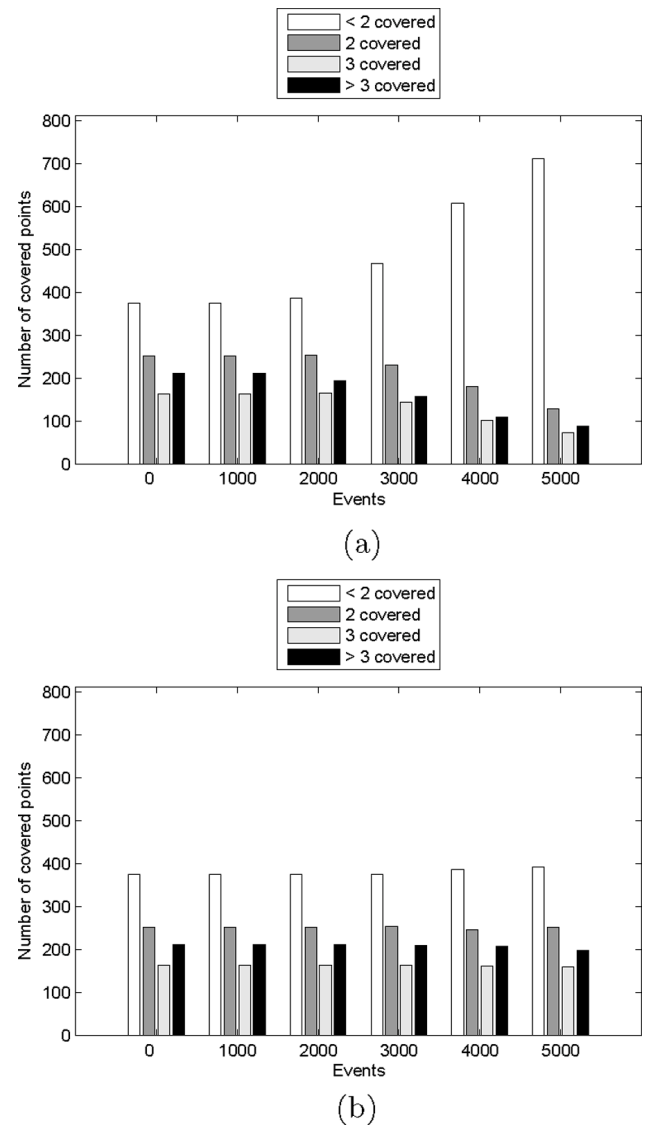 < 2 covered
2 covered
3 covered
> 3 covered
800
700
600
500
400
300
200
100
0
Number of covered points
0 1000 2000 3000 4000 5000
Events
(a)
< 2 covered
2 covered
3 covered
> 3 covered
800
700
600
500
400
300
200
100
0
Number of covered points
0 1000 2000 3000 4000 5000
Events
(b)